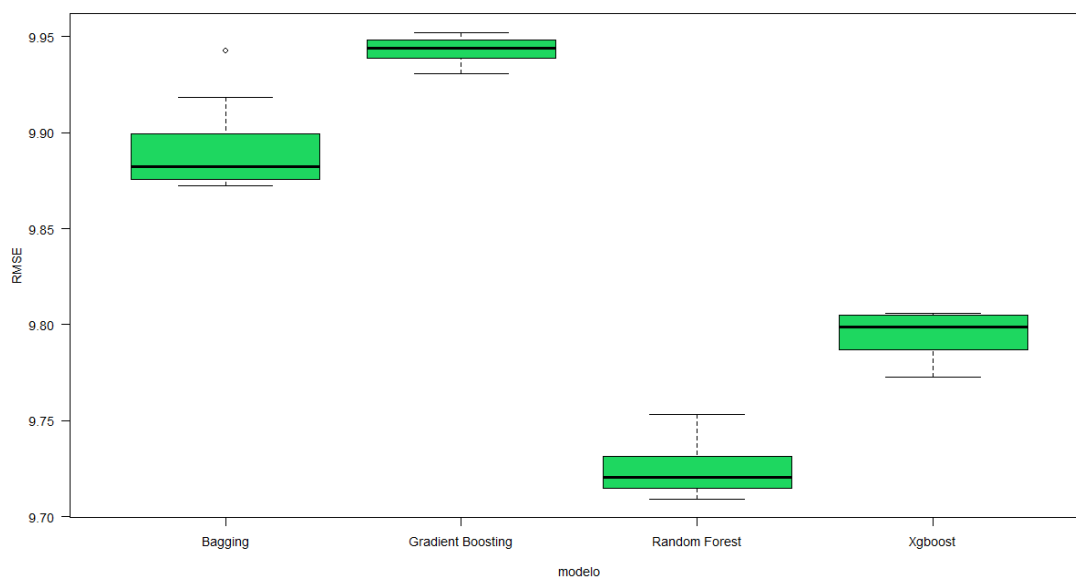 RMSE
9.95
9.90
9.85
9.80
9.75
9.70
Bagging
Gradient Boosting
Random Forest
Xgboost
modelo